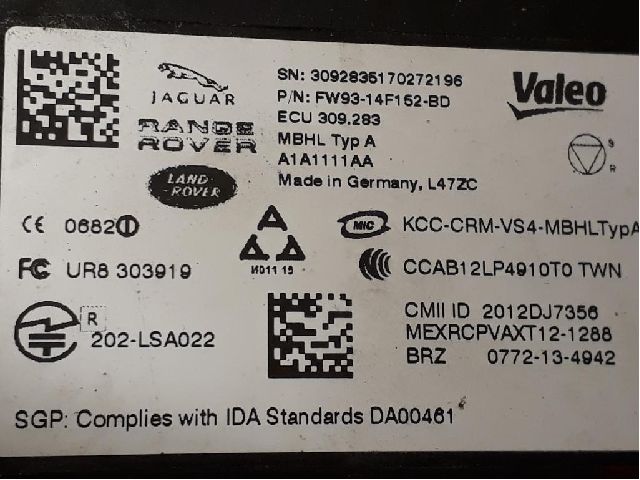 SN: 3092835170272196
P/N: FW93-14F152-BD
ECU 309.283
MBHL Typ A
A1A1111AA
Made in Germany, L47ZC
Valeo
JAGUAR
RANGE
ROVER
LAND-
-ROVER
S
R
CE 0682
MIC KCC-CRM-VS4-MBHLTypA
FC UR8 303919
CCAB12LP4910T0 TWN
R
202-LSA022
CMII ID 2012DJ7356
MEXRCPVAXT12-1288
BRZ 0772-13-4942
SGP: Complies with IDA Standards DA00461